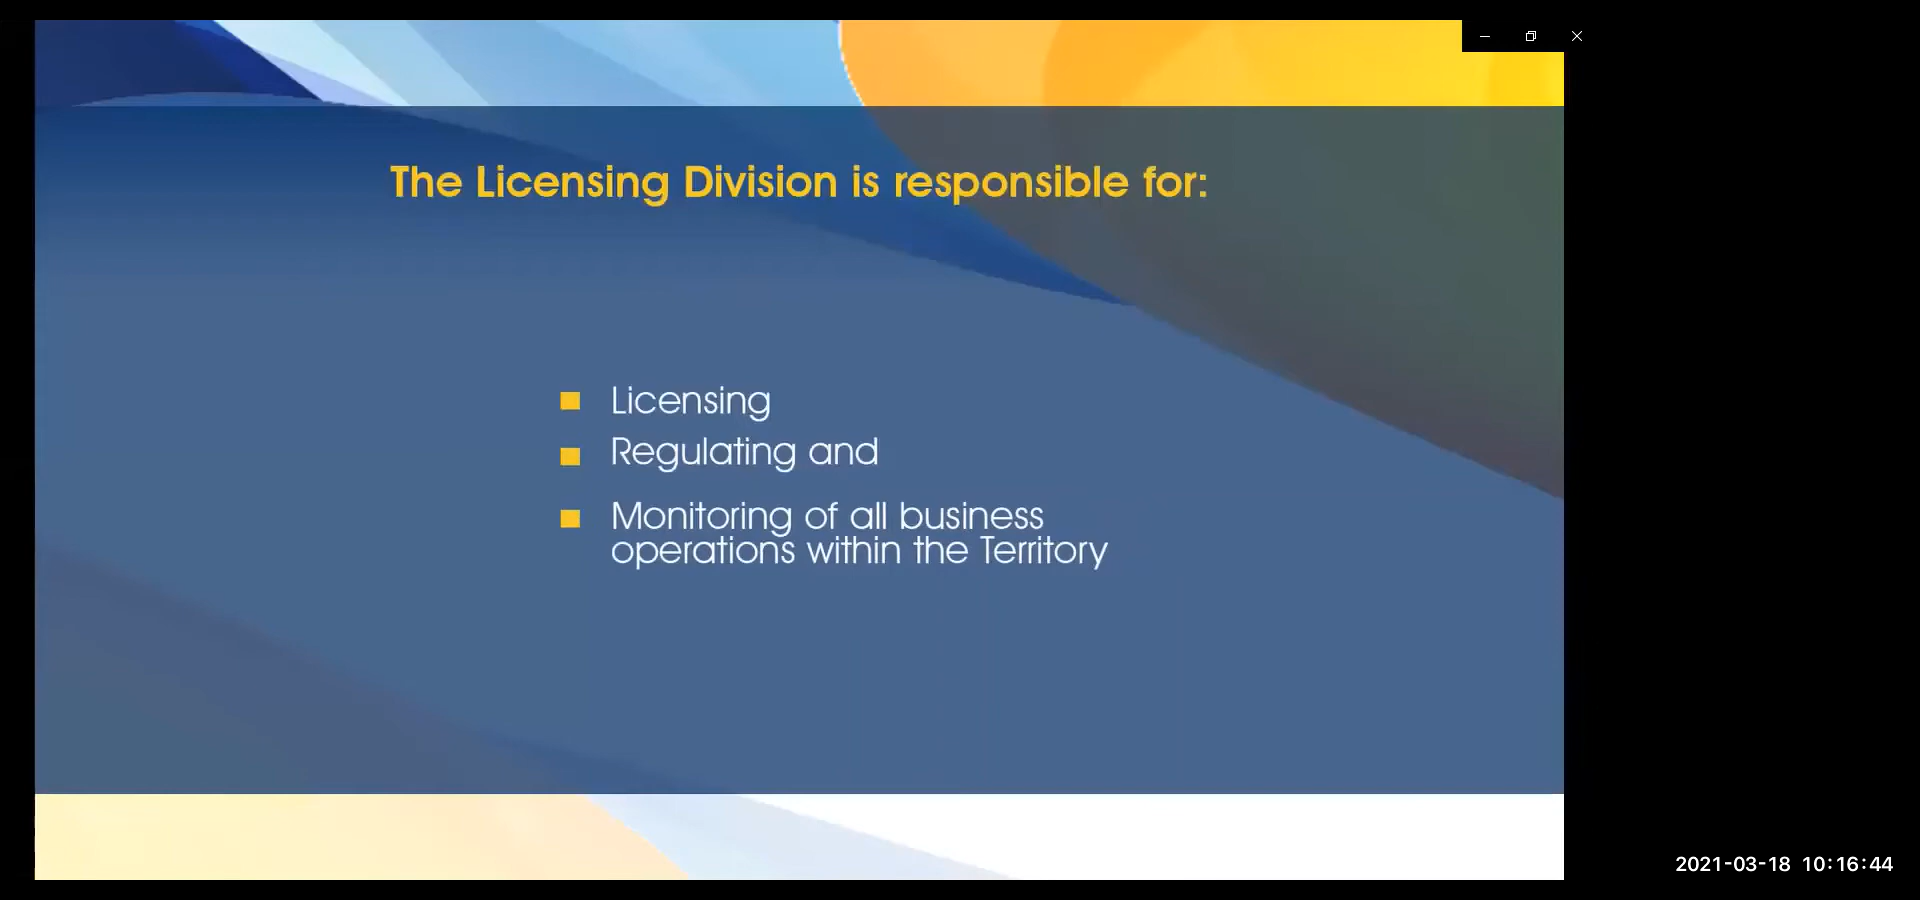 The Licensing Division is responsible for:
Licensing
Regulating and
Monitoring of all business
operations within the Territory
2021-03-18 10:16:44